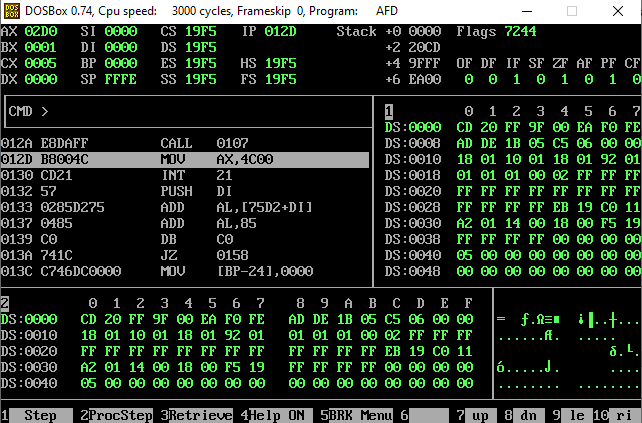 DOSBox 0.74, Cpu speed: 3000 cycles, Frameskip 0, Program: AFD
AX 02D0 SI 0000 CS 19F5 IP 012D Stack +0 0000 Flags 7244
BX 0001 DI 0000 DS 19F5 +2 20CD
CX 0005 BP 0000 ES 19F5 HS 19F5 +4 9FFF OF DF IF SF ZF AF PF CF
DX 0000 SP FFFE SS 19F5 FS 19F5 +6 EA00 0 0 1 0 1 0 1 0
CMD >
1 0 1 2 3 4 5 6 7
DS:0000 CD 20 FF 9F 00 EA F0 FE
012A E8DAFF CALL 0107 DS:0008 AD DE 1B 05 C5 06 00 00
012D B8004C MOV AX,4C00 DS:0010 18 01 10 01 18 01 92 01
0130 CD21 INT 21 DS:0018 01 01 01 00 02 FF FF FF
0132 57 PUSH DI DS:0020 FF FF FF FF FF FF FF FF
0133 0285D275 ADD AL,[75D2+DI] DS:0028 FF FF FF FF EB 19 C0 11
0137 0485 ADD AL,85 DS:0030 A2 01 14 00 18 00 F5 19
0139 C0 DB C0 DS:0038 FF FF FF FF 00 00 00 00
013A 741C JZ 0158 DS:0040 05 00 00 00 00 00 00 00
013C C746DC0000 MOV [BP-24],0000 DS:0048 00 00 00 00 00 00 00 00
2 0 1 2 3 4 5 6 7 8 9 A B C D E F
DS:0000 CD 20 FF 9F 00 EA F0 FE AD DE 1B 05 C5 06 00 00 = ƒ.Ω≡■ ¡▐..┼...
DS:0010 18 01 10 01 18 01 92 01 01 01 01 00 02 FF FF FF ......Æ. .....
DS:0020 FF FF FF FF FF FF FF FF FF FF FF FF EB 19 C0 11 δ.└.
DS:0030 A2 01 14 00 18 00 F5 19 FF FF FF FF 00 00 00 00 ó.....⌡. ....
DS:0040 05 00 00 00 00 00 00 00 00 00 00 00 00 00 00 00 ........ ........
1 Step 2 ProcStep 3 Retrieve 4 Help ON 5 BRK Menu 6 7 up 8 dn 9 le 10 ri